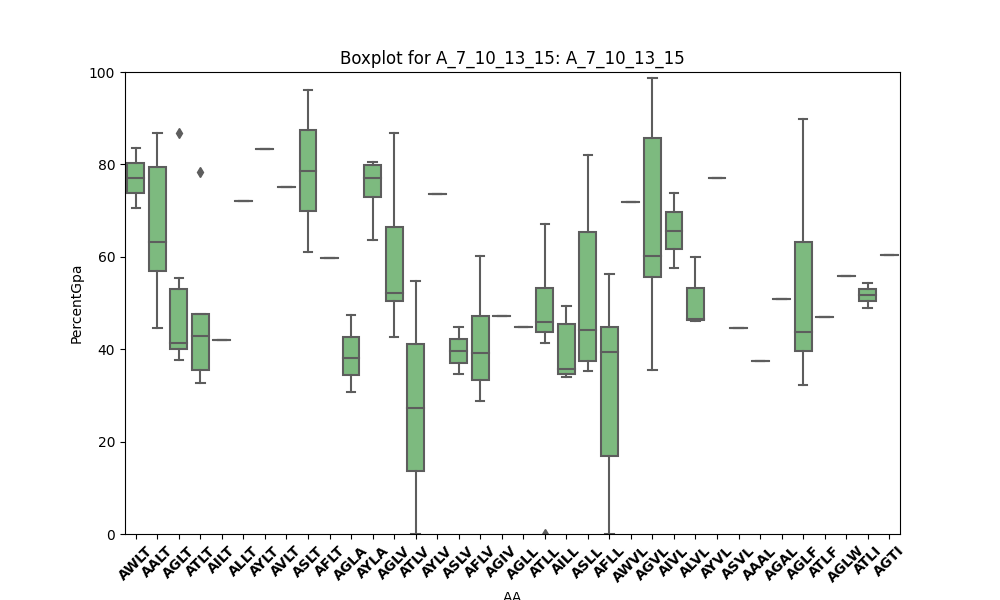 Boxplot for A_7_10_13_15: A_7_10_13_15
100
80
60
40
20
0
PercentGpa
AWLT AALT AGLT ATLT AILT ALLT AYLT AVLT ASLT AFLT AGLA AYLA AGLV ATLV AYLV ASLV AFLV AGIV AGLL ATLL AILL ASLL AFLL AWVL AGVL AIVL ALVL AYVL ASVL AAAL AGAL AGLF ATLF AGLW ATLI AGTI
AA